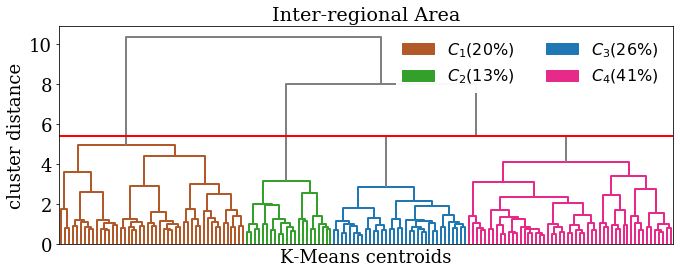 Inter-regional Area
cluster distance
10
8
6
4
2
0
C₁(20%) C₃(26%)
C₂(13%) C₄(41%)
K-Means centroids